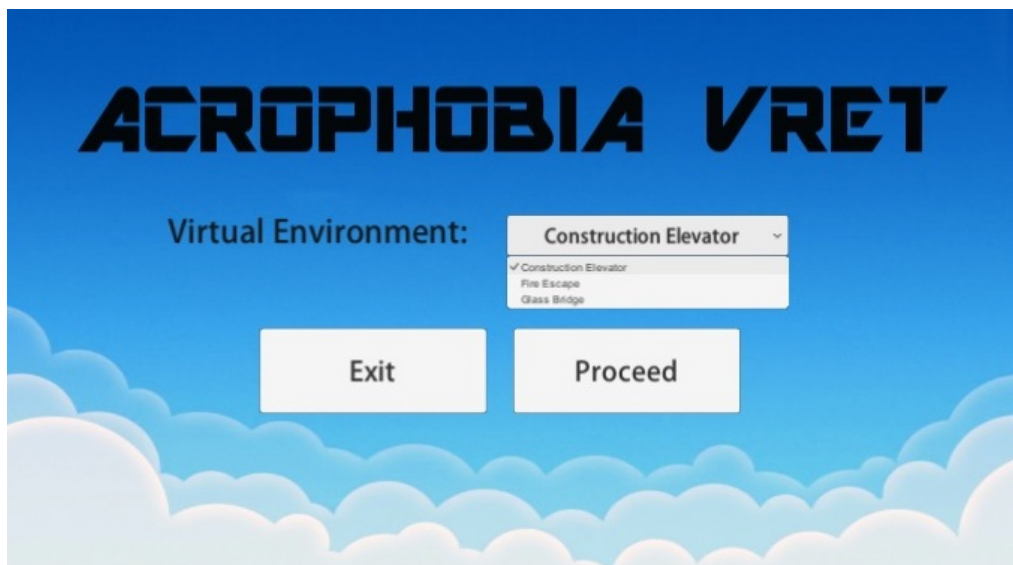 ACROPHOBIA VRET
Virtual Environment:
Construction Elevator
Construction Elevator
Fire Escape
Glass Bridge
Exit
Proceed